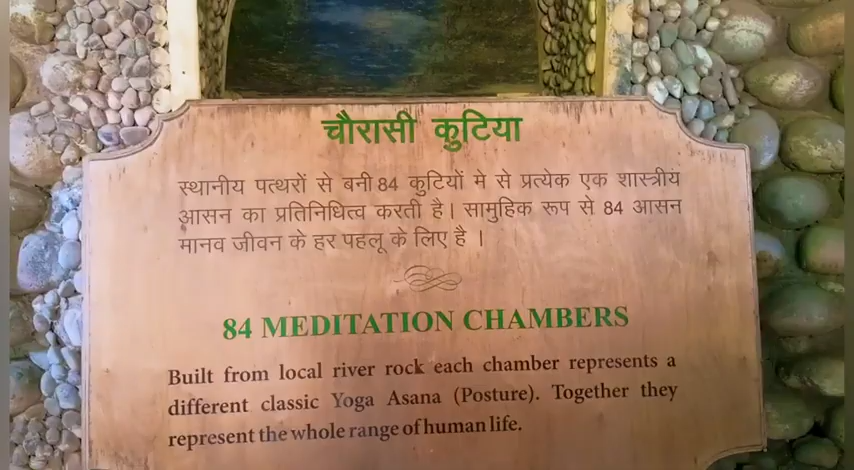 चौरासी कुटिया
स्थानीय पत्थरों से बनी 84 कुटियों मे से प्रत्येक एक शास्त्रीय
आसन का प्रतिनिधित्व करती है। सामुहिक रूप से 84 आसन
मानव जीवन के हर पहलू के लिए है ।
84 MEDITATION CHAMBERS
Built from local river rock each chamber represents a
different classic Yoga Asana (Posture). Together they
represent the whole range of human life.